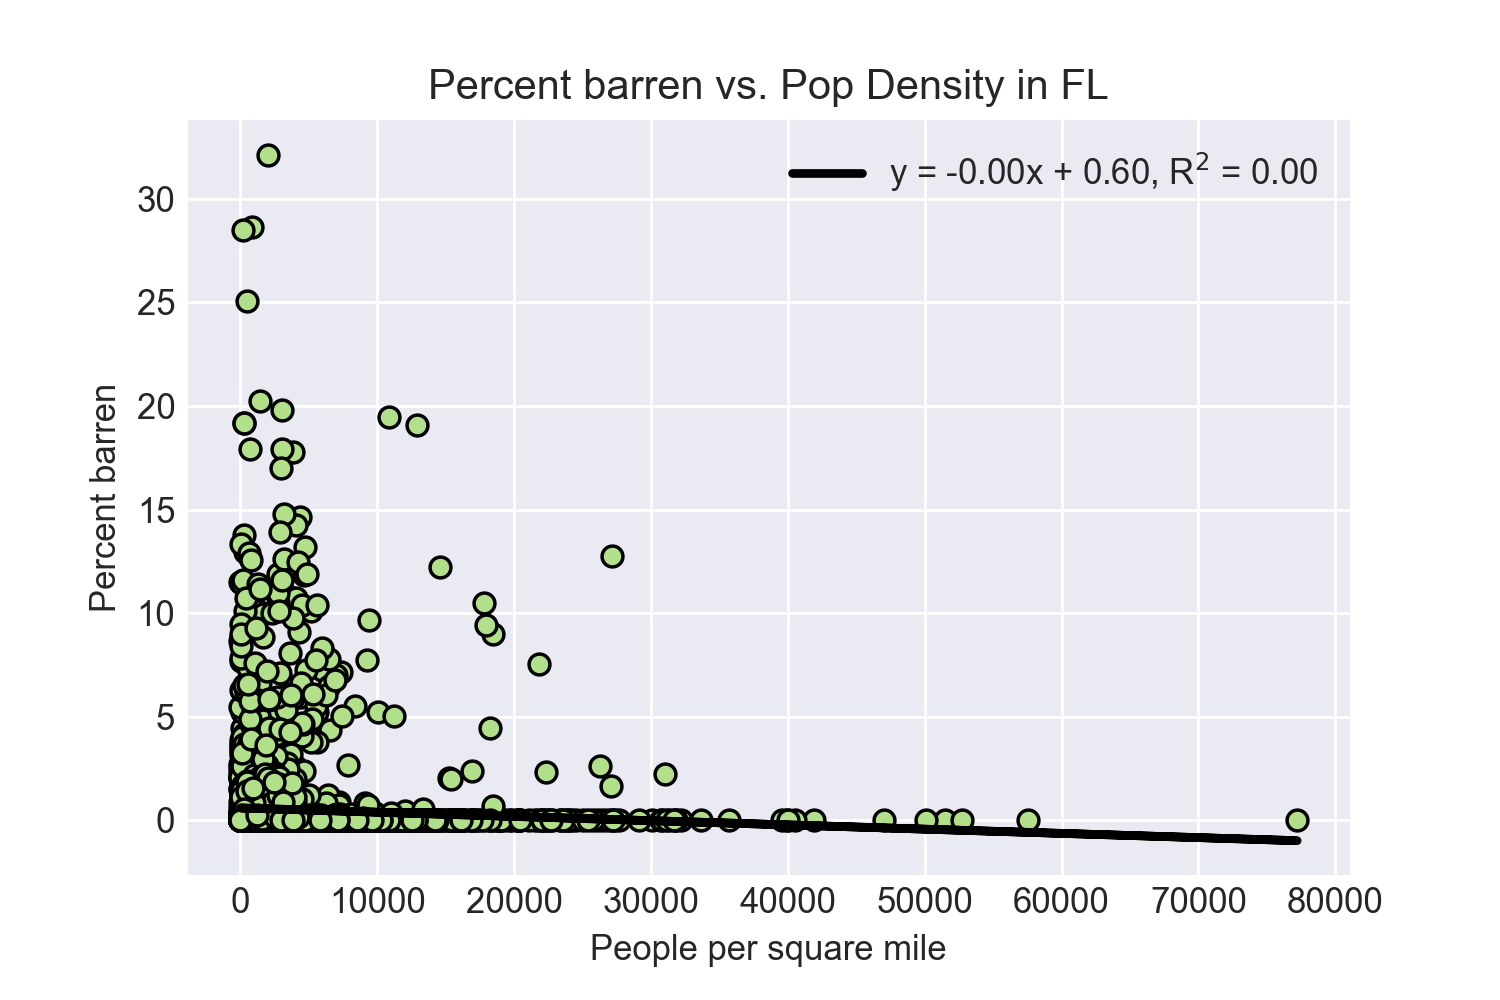 Percent barren vs. Pop Density in FL
y = -0.00x + 0.60, R² = 0.00
Percent barren
30
25
20
15
10
5
0
0 10000 20000 30000 40000 50000 60000 70000 80000
People per square mile